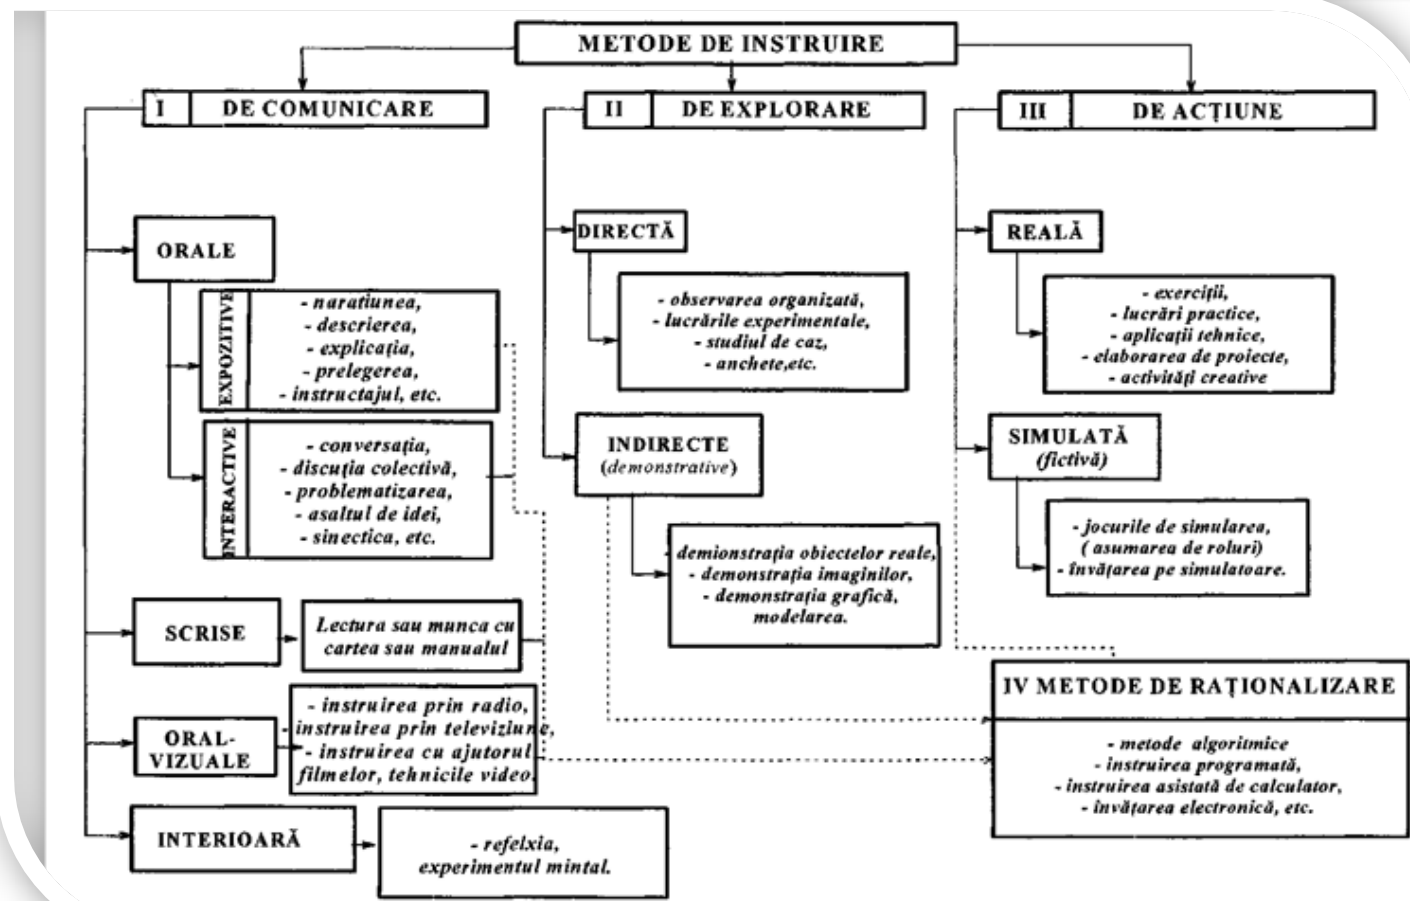 METODE DE INSTRUIRE
I DE COMUNICARE
ORALE
EXPOZITIVE
- naratiunea,
- descrierea,
- explicația,
- prelegerea,
- instructajul, etc.
INTERACTIVE
- conversația,
- discuția colectivă,
- problematizarea,
- asaltul de idei,
- sinectica, etc.
SCRISE
Lectura sau munca cu
cartea sau manualul
ORAL-
VIZUALE
- instruirea prin radio,
instruirea prin televiziune,
- instruirea cu ajutorul
filmelor, tehnicile video.
INTERIOARĂ
- refelxia,
experimentul mintal.
II DE EXPLORARE
DIRECTĂ
- observarea organizată,
- lucrările experimentale,
- studiul de caz,
- anchete,etc.
INDIRECTE
(demonstrative)
- demionstrația obiectelor reale,
- demonstrația imaginilor,
- demonstrația grafică,
modelarea.
III DE ACȚIUNE
REALĂ
- exerciții,
- lucrări practice,
- aplicații tehnice,
- elaborarea de proiecte,
- activități creative
SIMULATĂ
(fictivă)
- jocurile de simularea,
( asumarea de roluri)
- învățarea pe simulatoare.
IV METODE DE RAȚIONALIZARE
- metode algoritmice
- instruirea programată,
- instruirea asistată de calculator,
- învățarea electronică, etc.